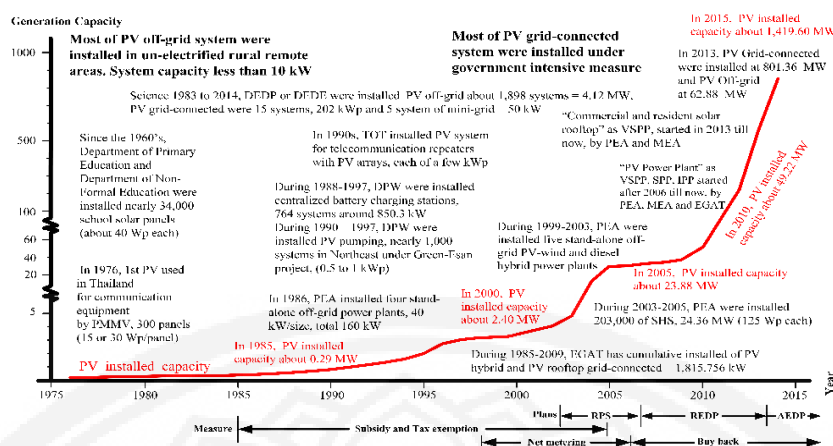 Generation Capacity
Most of PV off-grid system were
installed in un-electrified rural remote
areas. System capacity less than 10 kW
Most of PV grid-connected
system were installed under
government intensive measure
In 2015, PV installed
capacity about 1,419.60 MW
In 2013, PV Grid-connected
were installed at 801.36 MW
and PV Off-grid
at 62.88 MW
Science 1983 to 2014, DEDP or DEDE were installed PV off-grid about 1,898 systems = 4.12 MW,
PV grid-connected were 15 systems, 202 kWp and 5 system of mini-grid 50 kW
Since the 1960's,
Department of Primary
Education and
Department of Non-
Formal Education were
installed nearly 34,000
school solar panels
(about 40 Wp each)
In 1990s, TOT installed PV system
for telecommunication repeaters
with PV arrays, each of a few kWp
"Commercial and resident solar
rooftop" as VSPP, started in 2013 till
now, by PEA and MEA
During 1988-1997, DPW were installed
centralized battery charging stations,
764 systems around 850.3 kW
During 1990 – 1997, DPW were
installed PV pumping, nearly 1,000
systems in Northeast under Green-Esan
project, (0.5 to 1 kWp)
"PV Power Plant" as
VSPP, SPP, IPP started
after 2006 till now, by
PEA, MEA and EGAT
During 1999-2003, PEA were
installed five stand-alone off-
grid PV-wind and diesel
hybrid power plants
In 2010, PV installed
capacity about 49.22 MW
In 1976, 1st PV used
in Thailand
for communication
equipment
by PMMV, 300 panels
(15 or 30 Wp/panel)
In 1986, PEA installed four stand-
alone off-grid power plants, 40
kW/size, total 160 kW
In 2000, PV
installed capacity
about 2.40 MW
In 2005, PV installed capacity
about 23.88 MW
During 2003-2005, PEA were installed
203,000 of SHS, 24.36 MW (125 Wp each)
In 1985, PV installed
capacity about 0.29 MW
PV installed capacity
During 1985-2009, EGAT has cumulative installed of PV
hybrid and PV rooftop grid-connected 1,815.756 kW
1000
500
100
60
40
20
5
1975 1980 1985 1990 1995 2000 2005 2010 2015
Year
Plans RPS REDP AEDP
Measure Subsidy and Tax exemption
Net metering Buy back